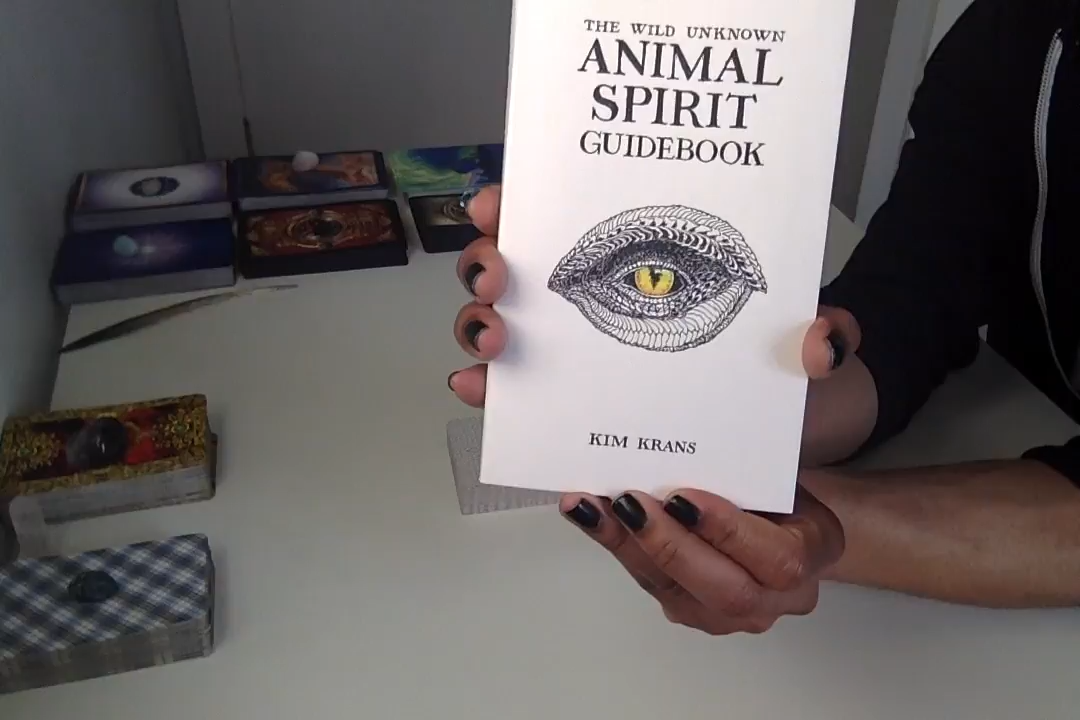 THE WILD UNKNOWN
ANIMAL
SPIRIT
GUIDEBOOK
KIM KRANS